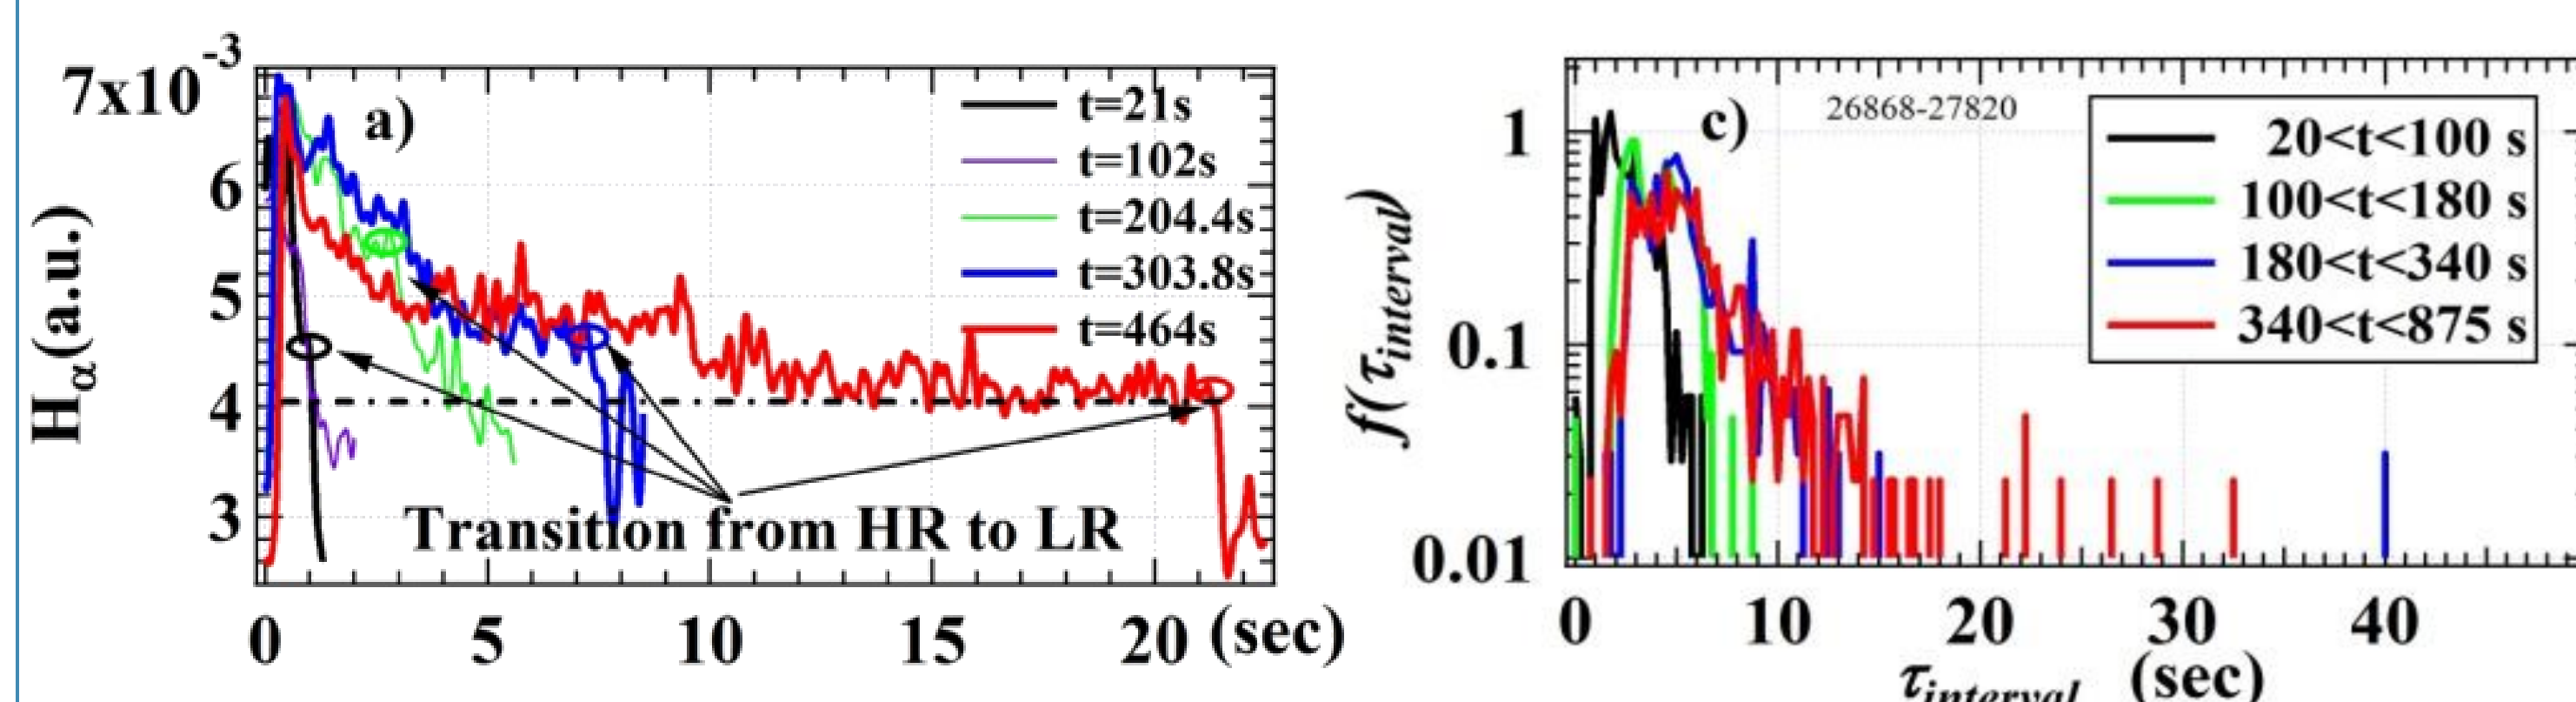 7x10^-3
6
5
4
3
Hα(a.u.)
a)
t=21s
t=102s
t=204.4s
t=303.8s
t=464s
Transition from HR to LR
0 5 10 15 20 (sec)
1
0.1
0.01
f(τinterval)
c)
26868-27820
20<t<100 s
100<t<180 s
180<t<340 s
340<t<875 s
0 10 20 30 40
τinterval (sec)